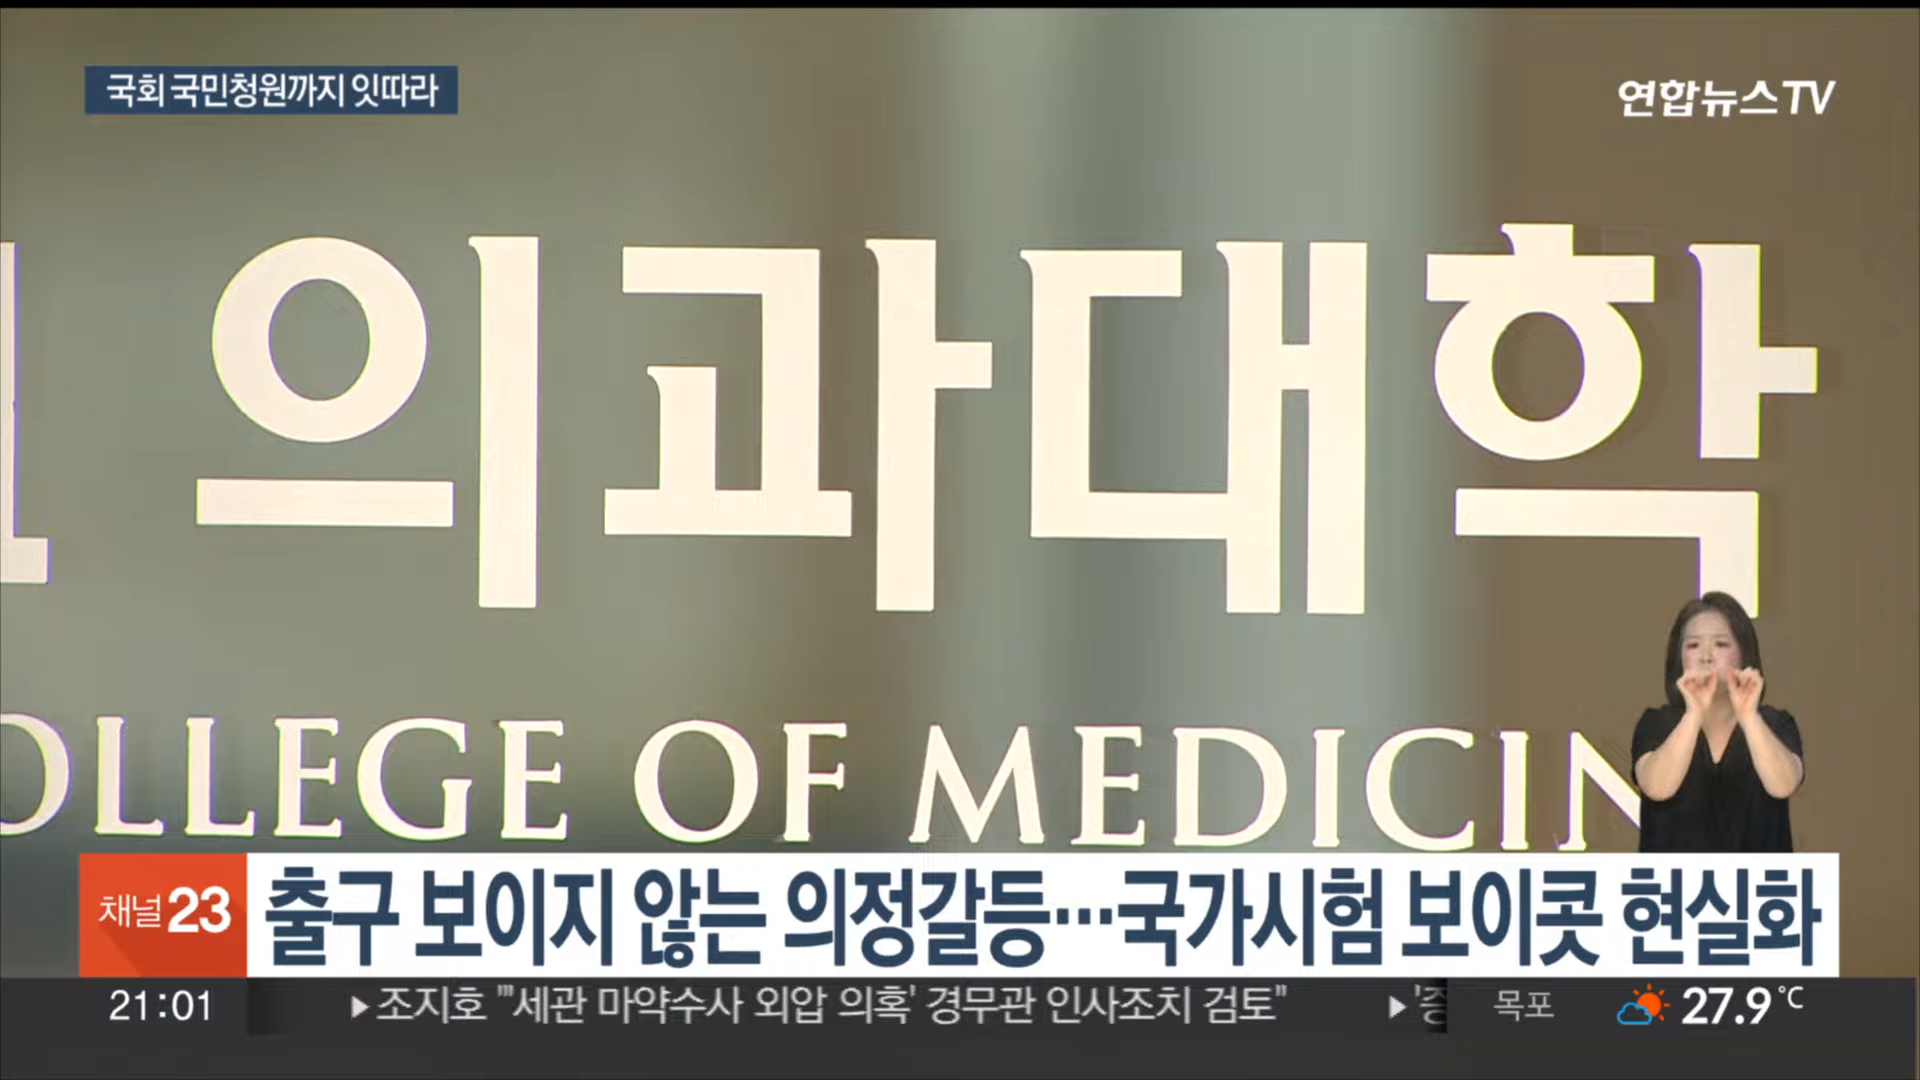 국회 국민청원까지 잇따라
연합뉴스TV
의과대학
OLLEGE OF MEDICIN
채널 23
출구 보이지 않는 의정갈등…국가시험 보이콧 현실화
21:01
▶조지호 "'세관 마약수사 외압 의혹' 경무관 인사조치 검토"
▶'증
목포
27.9℃